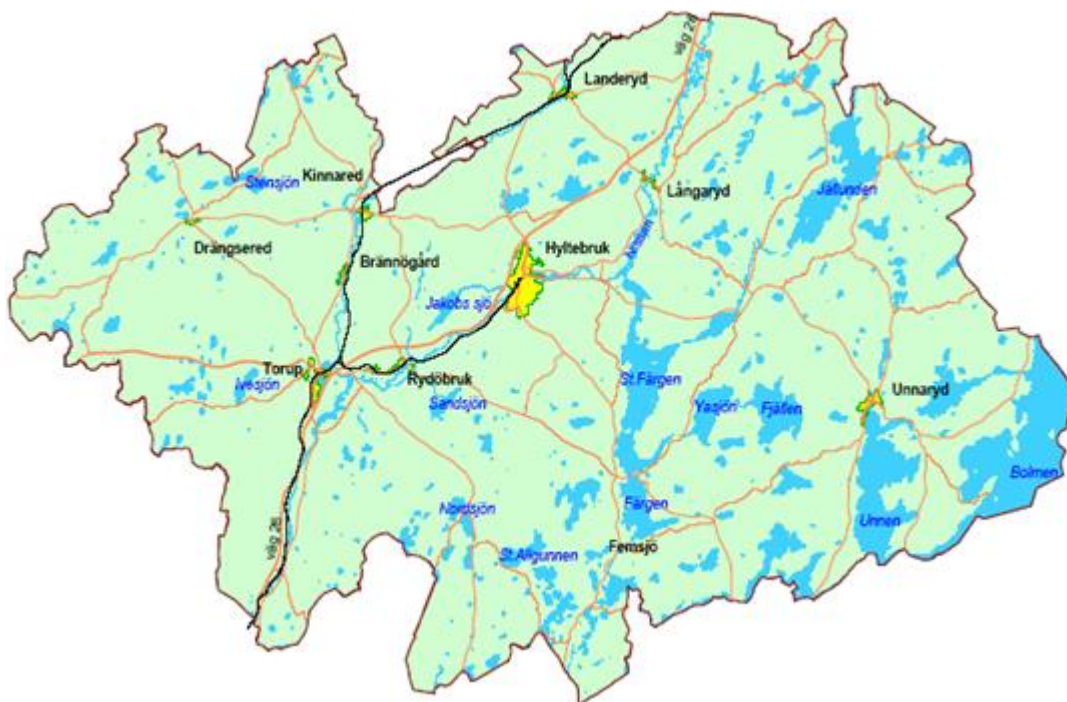 väg 26
Landeryd
Kinnared
Stensjön
Långaryd
Jällunden
Drängsered
Brännögård
Hyltebruk
Nissan
Jakobs sjö
Torup
Ivesjön
Rydöbruk
Sandsjön
St.Färgen
Yasjön
Fjällen
Unnaryd
Bolmen
Nordsjön
Färgen
Unnen
väg 26
St.Allgunnen
Femsjö